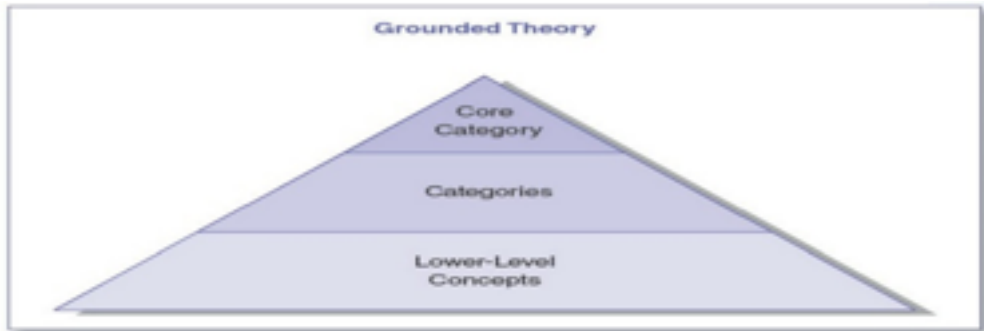 Grounded Theory
Core
Category
Categories
Lower-Level
Concepts